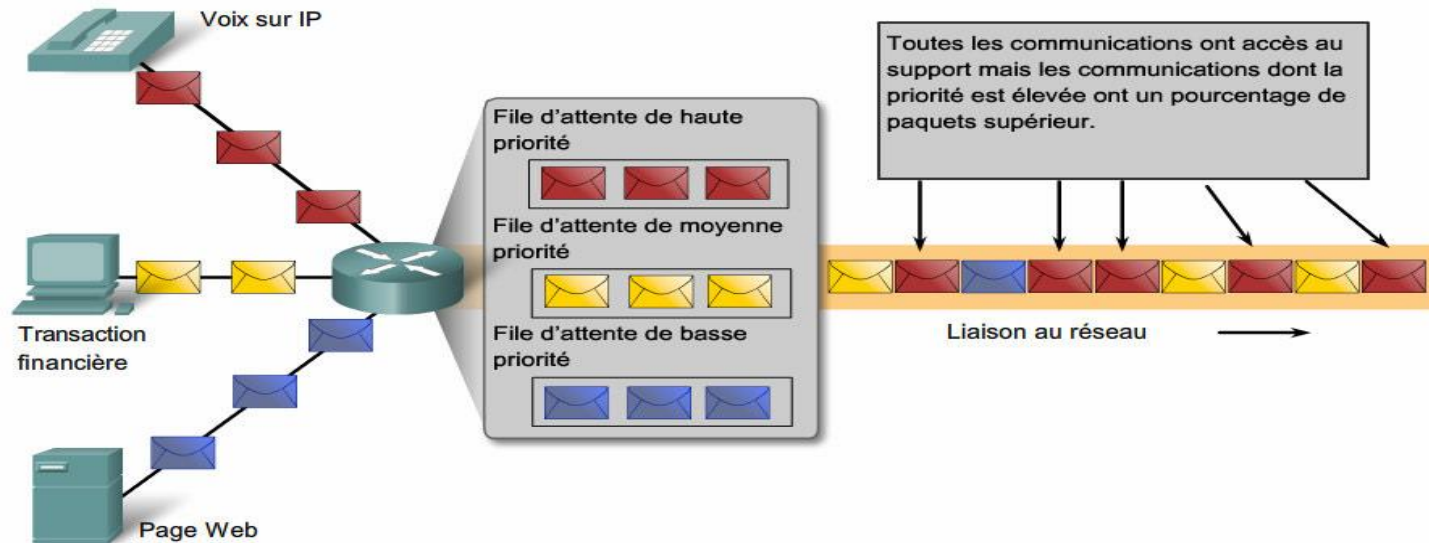 Voix sur IP
Toutes les communications ont accès au
support mais les communications dont la
priorité est élevée ont un pourcentage de
paquets supérieur.
File d'attente de haute
priorité
File d'attente de moyenne
priorité
File d'attente de basse
priorité
Transaction
financière
Liaison au réseau
Page Web